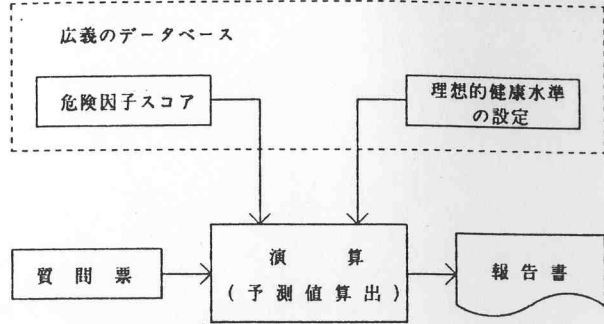 広義のデータベース
危険因子スコア
理想的健康水準
の設定
質問票
演算
(予測値算出)
報告書